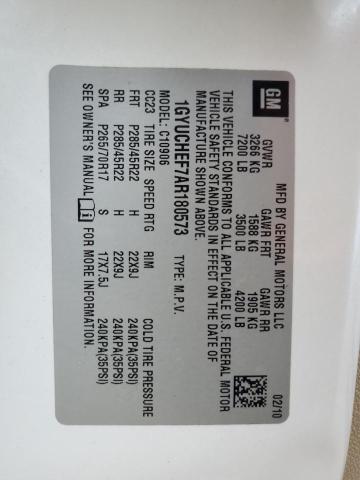 GM
MFD BY GENERAL MOTORS LLC
02/10
GVWR GAWR FRT GAWR RR
3266 KG 1588 KG 1905 KG
7200 LB 3500 LB 4200 LB
THIS VEHICLE CONFORMS TO ALL APPLICABLE U.S. FEDERAL MOTOR
VEHICLE SAFETY STANDARDS IN EFFECT ON THE DATE OF
MANUFACTURE SHOWN ABOVE.
1GYUCHEF7AR180573 TYPE: M.P.V.
MODEL: C10906
CC23 TIRE SIZE SPEED RTG RIM COLD TIRE PRESSURE
FRT P285/45R22 H 22X9J 240KPA(35PSI)
RR P285/45R22 H 22X9J 240KPA(35PSI)
SPA P265/70R17 S 17X7.5J 240KPA(35PSI)
SEE OWNER'S MANUAL i FOR MORE INFORMATION.